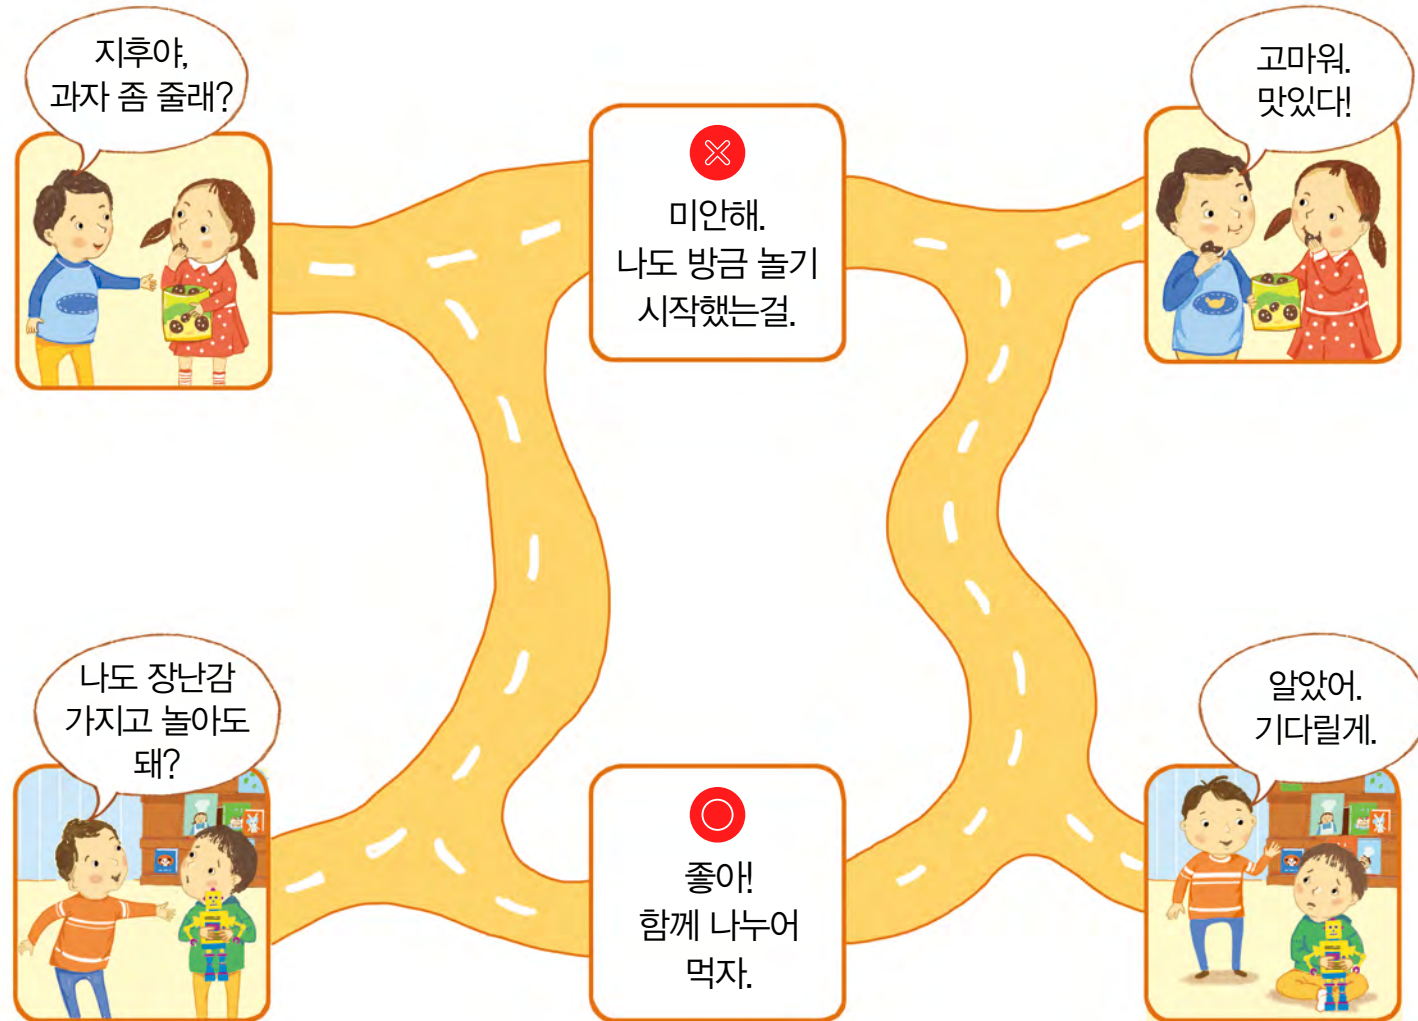 지후야,
과자 좀 줄래?
미안해.
나도 방금 놀기
시작했는걸.
고마워.
맛있다!
나도 장난감
가지고 놀아도
돼?
좋아!
함께 나누어
먹자.
알았어.
기다릴게.